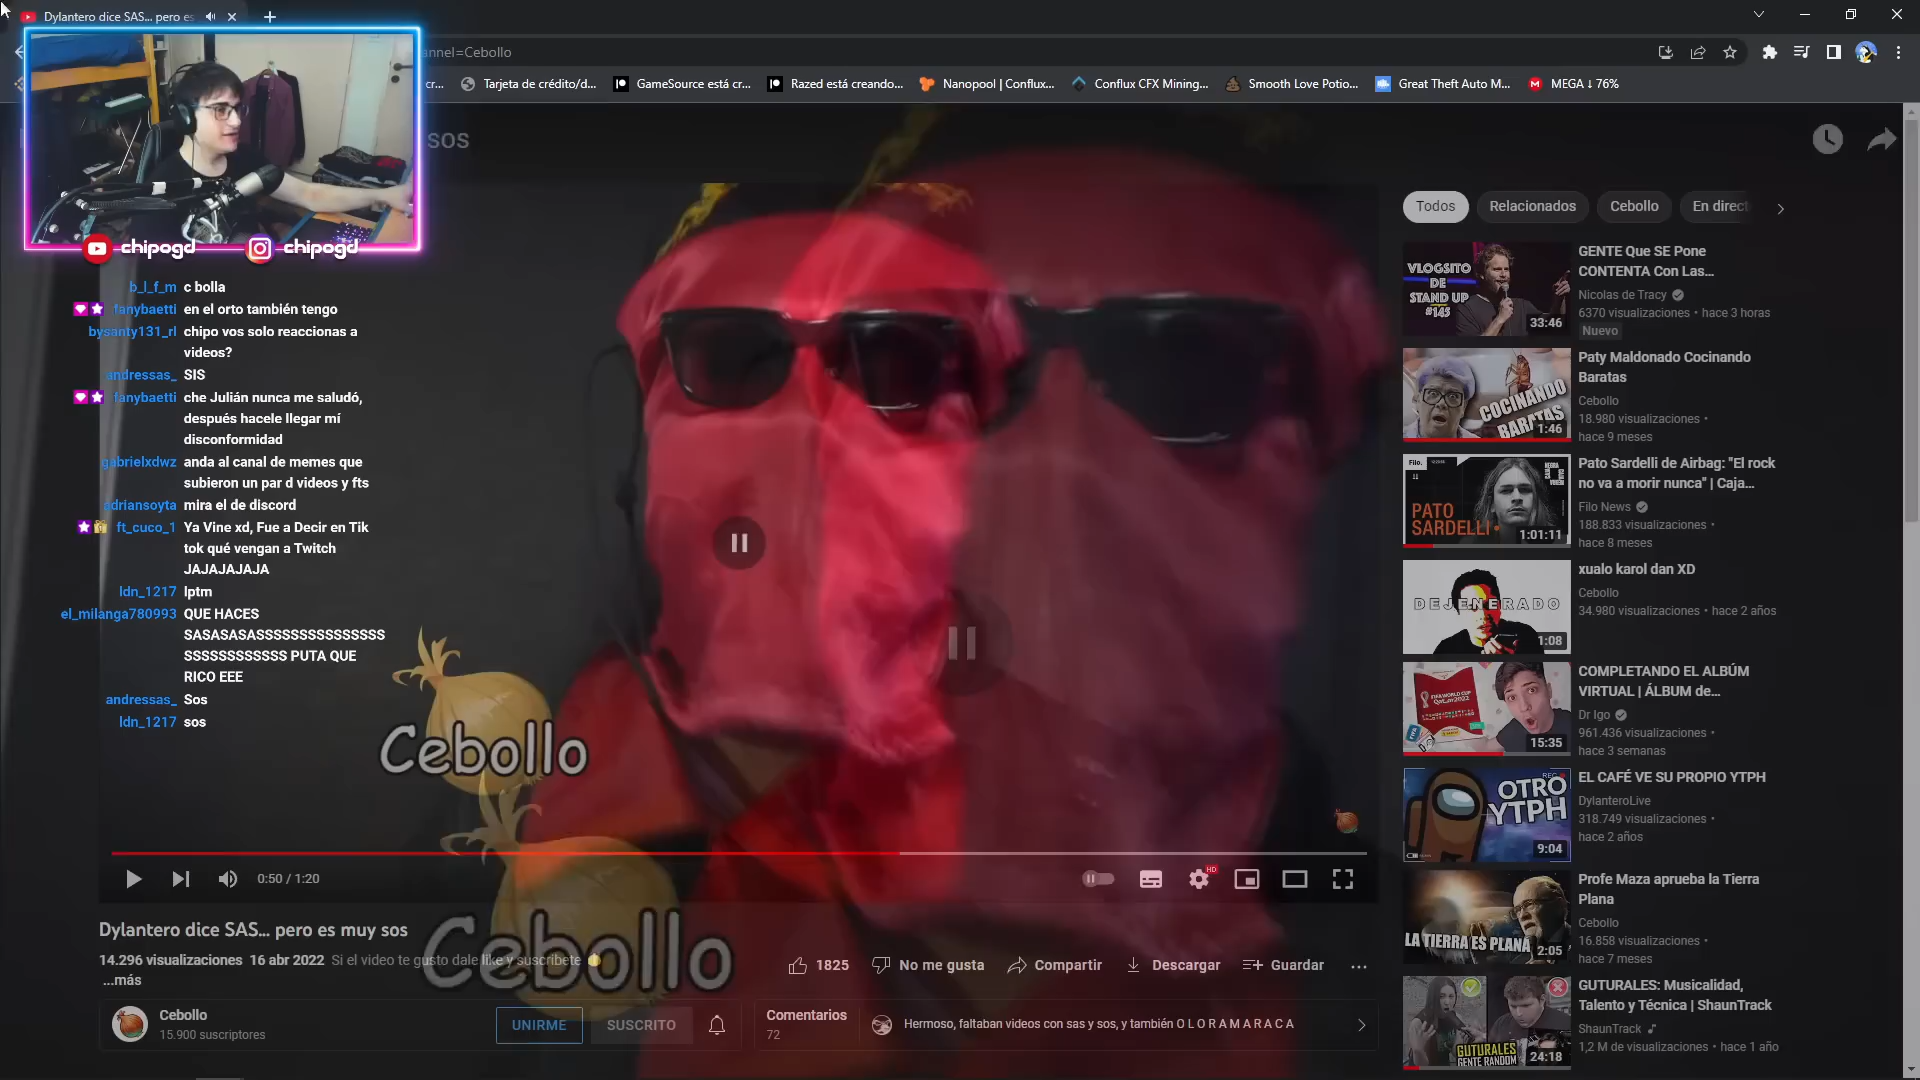 Dylantero dice SAS... pero es
annel=Cebollo
cr...
Tarjeta de crédito/d...
GameSource está cr...
Razed está creando...
Nanopool | Conflux...
Conflux CFX Mining...
Smooth Love Potio...
Great Theft Auto M...
MEGA ↓ 76%
sos
chipogd
chipogd
b_l_f_m c bolla
fanybaetti en el orto también tengo
bysanty131_rl chipo vos solo reaccionas a
videos?
andressas_ SIS
fanybaetti che Julián nunca me saludó,
después hacele llegar mí
disconformidad
gabrielxdwz anda al canal de memes que
subieron un par d videos y fts
adriansoyta mira el de discord
ft_cuco_1 Ya Vine xd, Fue a Decir en Tik
tok qué vengan a Twitch
JAJAJAJAJA
ldn_1217 lptm
el_milanga780993 QUE HACES
SASASASASSSSSSSSSSSSSSS
SSSSSSSSSSSS PUTA QUE
RICO EEE
andressas_ Sos
ldn_1217 sos
Cebollo
Cebollo
0:50 / 1:20
HD
Dylantero dice SAS... pero es muy sos
14.296 visualizaciones 16 abr 2022 Si el video te gusto dale like y suscribete
...más
1825
No me gusta
Compartir
Descargar
Guardar
Cebollo
15.900 suscriptores
UNIRME
SUSCRITO
Comentarios
72
Hermoso, faltaban videos con sas y sos, y también O L O R A M A R A C A
Todos
Relacionados
Cebollo
En direct
VLOGSITO
DE
STAND UP
#145
33:46
GENTE Que SE Pone
CONTENTA Con Las...
Nicolas de Tracy
6370 visualizaciones • hace 3 horas
Nuevo
COCINANDO
BARATAS
1:46
Paty Maldonado Cocinando
Baratas
Cebollo
18.980 visualizaciones •
hace 9 meses
Filo.
PATO
SARDELLI
1:01:11
Pato Sardelli de Airbag: "El rock
no va a morir nunca" | Caja...
Filo News
188.833 visualizaciones •
hace 8 meses
DEJENERADO
1:08
xualo karol dan XD
Cebollo
34.980 visualizaciones • hace 2 años
15:35
COMPLETANDO EL ALBÚM
VIRTUAL | ÁLBUM de...
Dr Igo
961.436 visualizaciones •
hace 3 semanas
REC
OTRO
YTPH
9:04
EL CAFÉ VE SU PROPIO YTPH
DylanteroLive
318.749 visualizaciones •
hace 2 años
LA TIERRA ES PLANA
2:05
Profe Maza aprueba la Tierra
Plana
Cebollo
16.858 visualizaciones •
hace 7 meses
GUTURALES
GENTE RANDOM
24:18
GUTURALES: Musicalidad,
Talento y Técnica | ShaunTrack
ShaunTrack
1,2 M de visualizaciones • hace 1 año